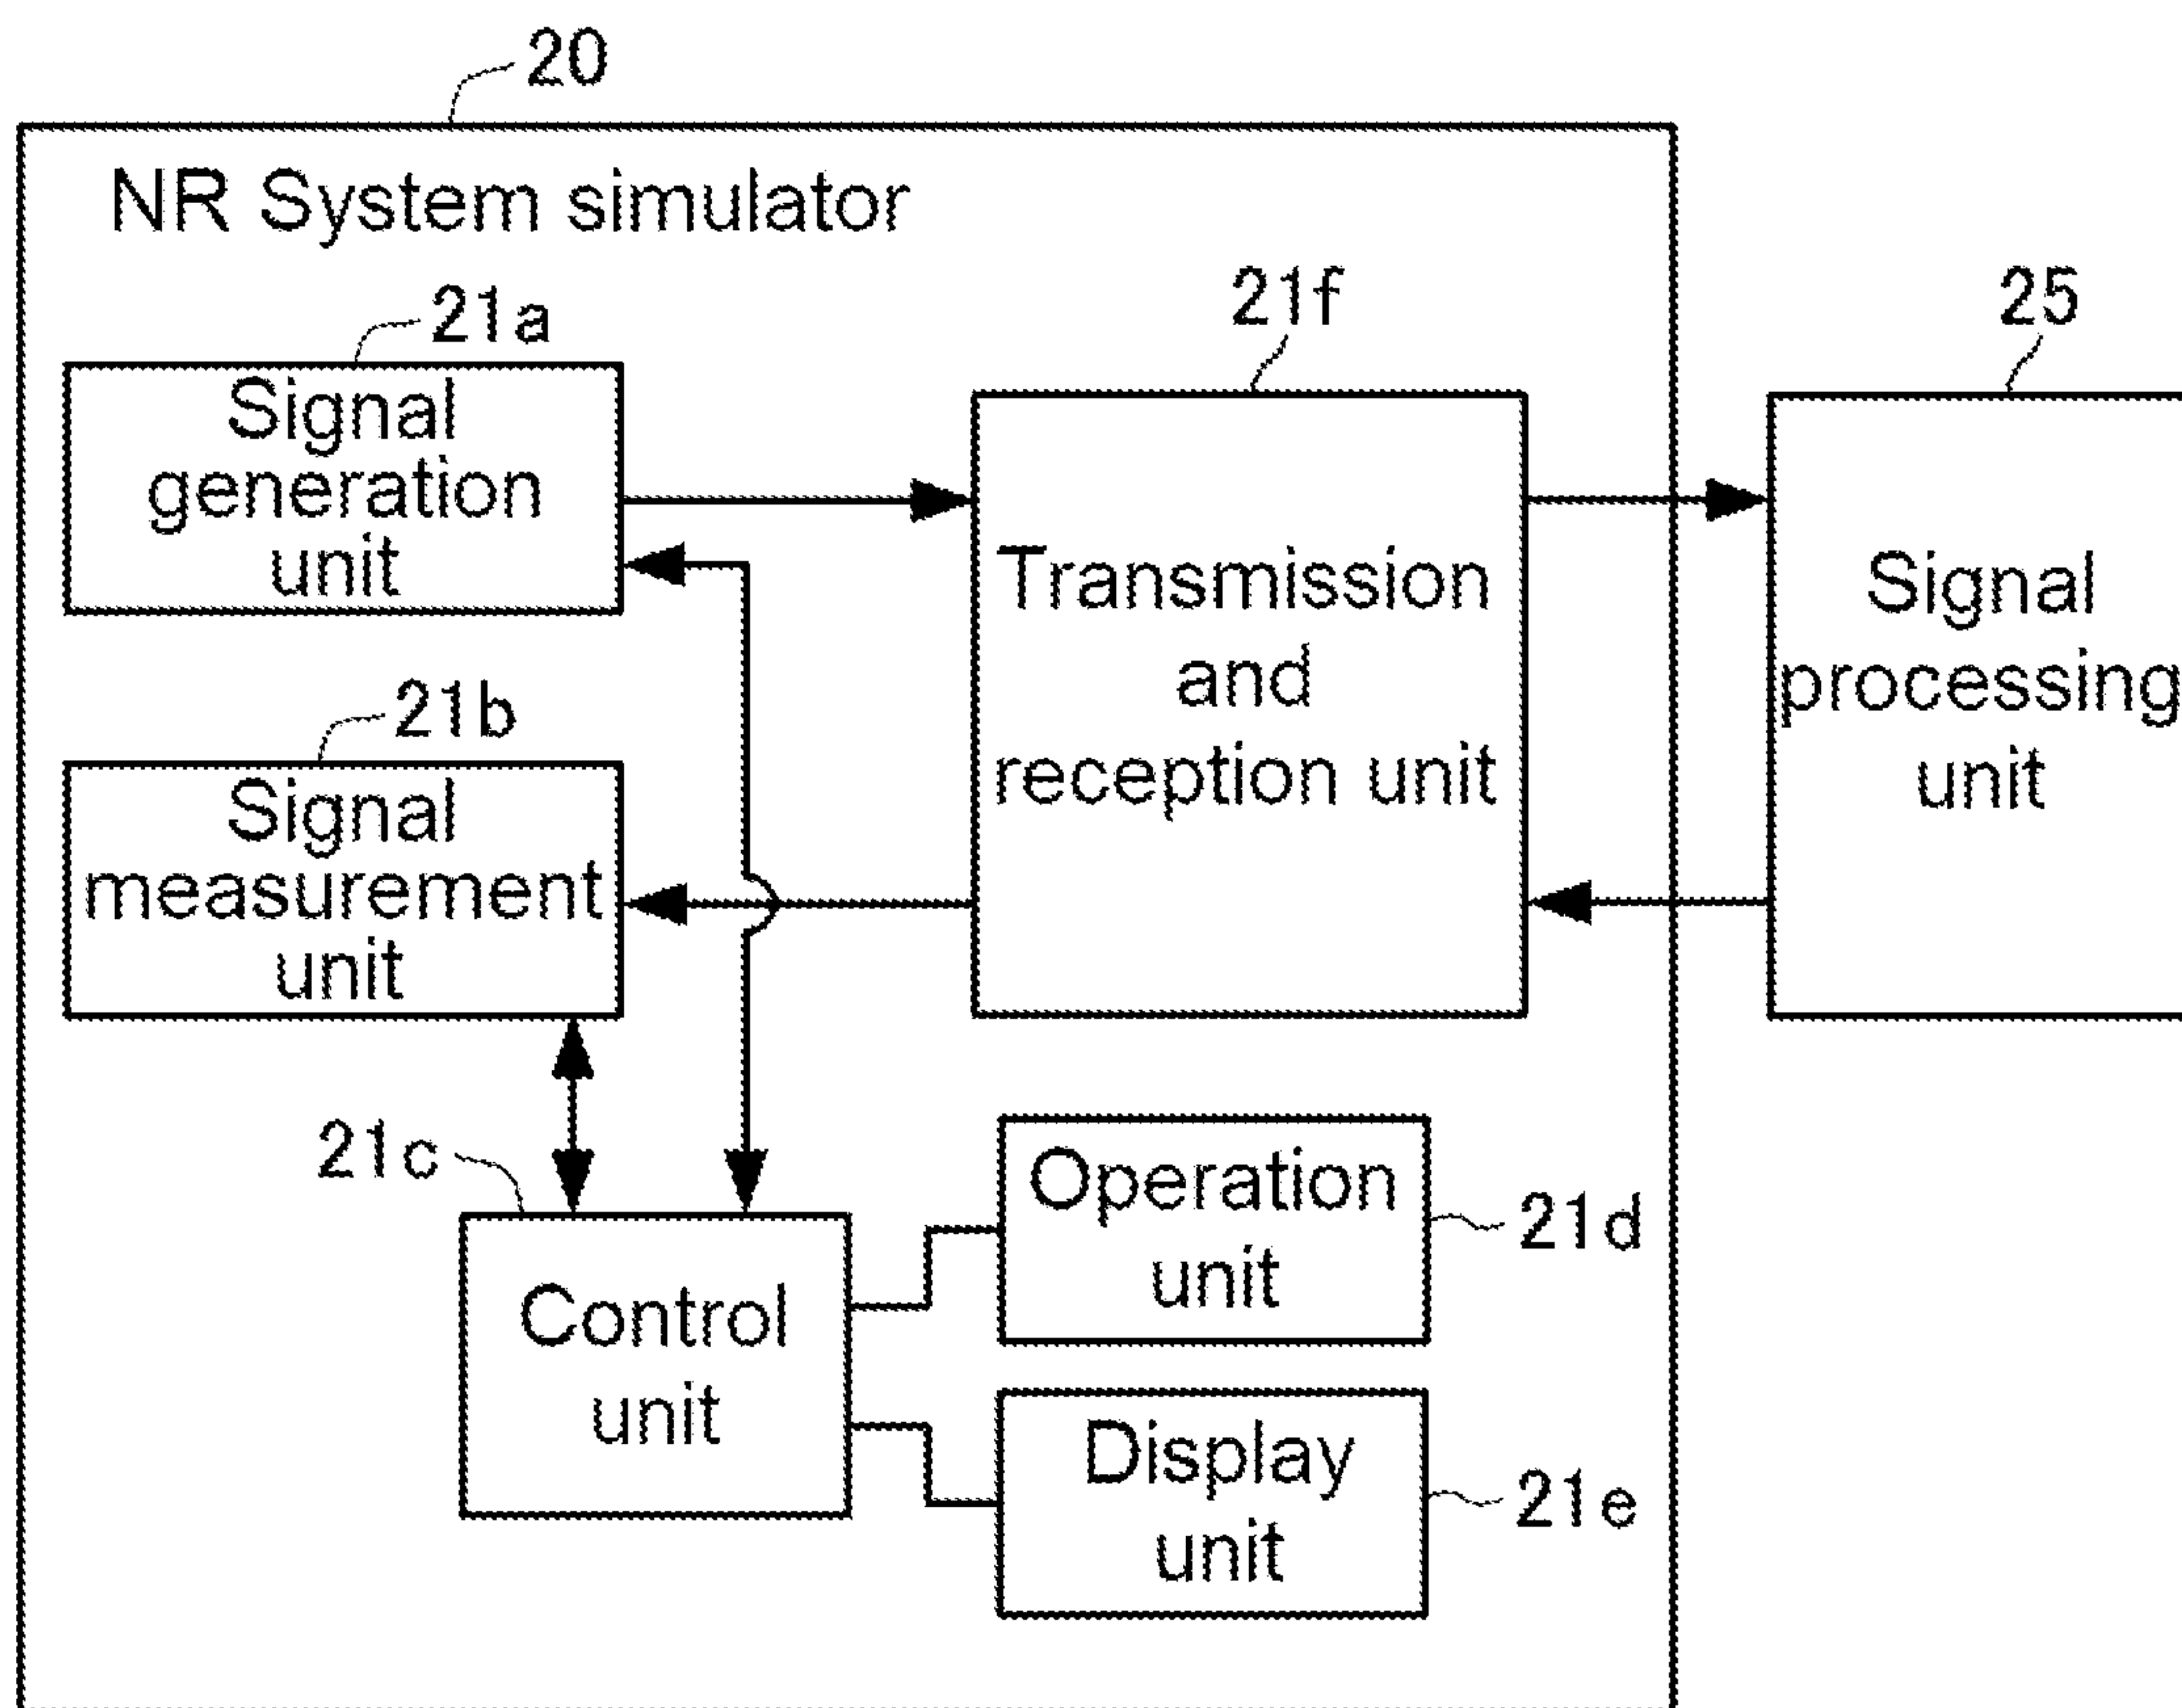 20
NR System simulator
21a
Signal
generation
unit
21f
Transmission
and
reception unit
25
Signal
processing
unit
21b
Signal
measurement
unit
21c
Control
unit
Operation
unit
21d
Display
unit
21e